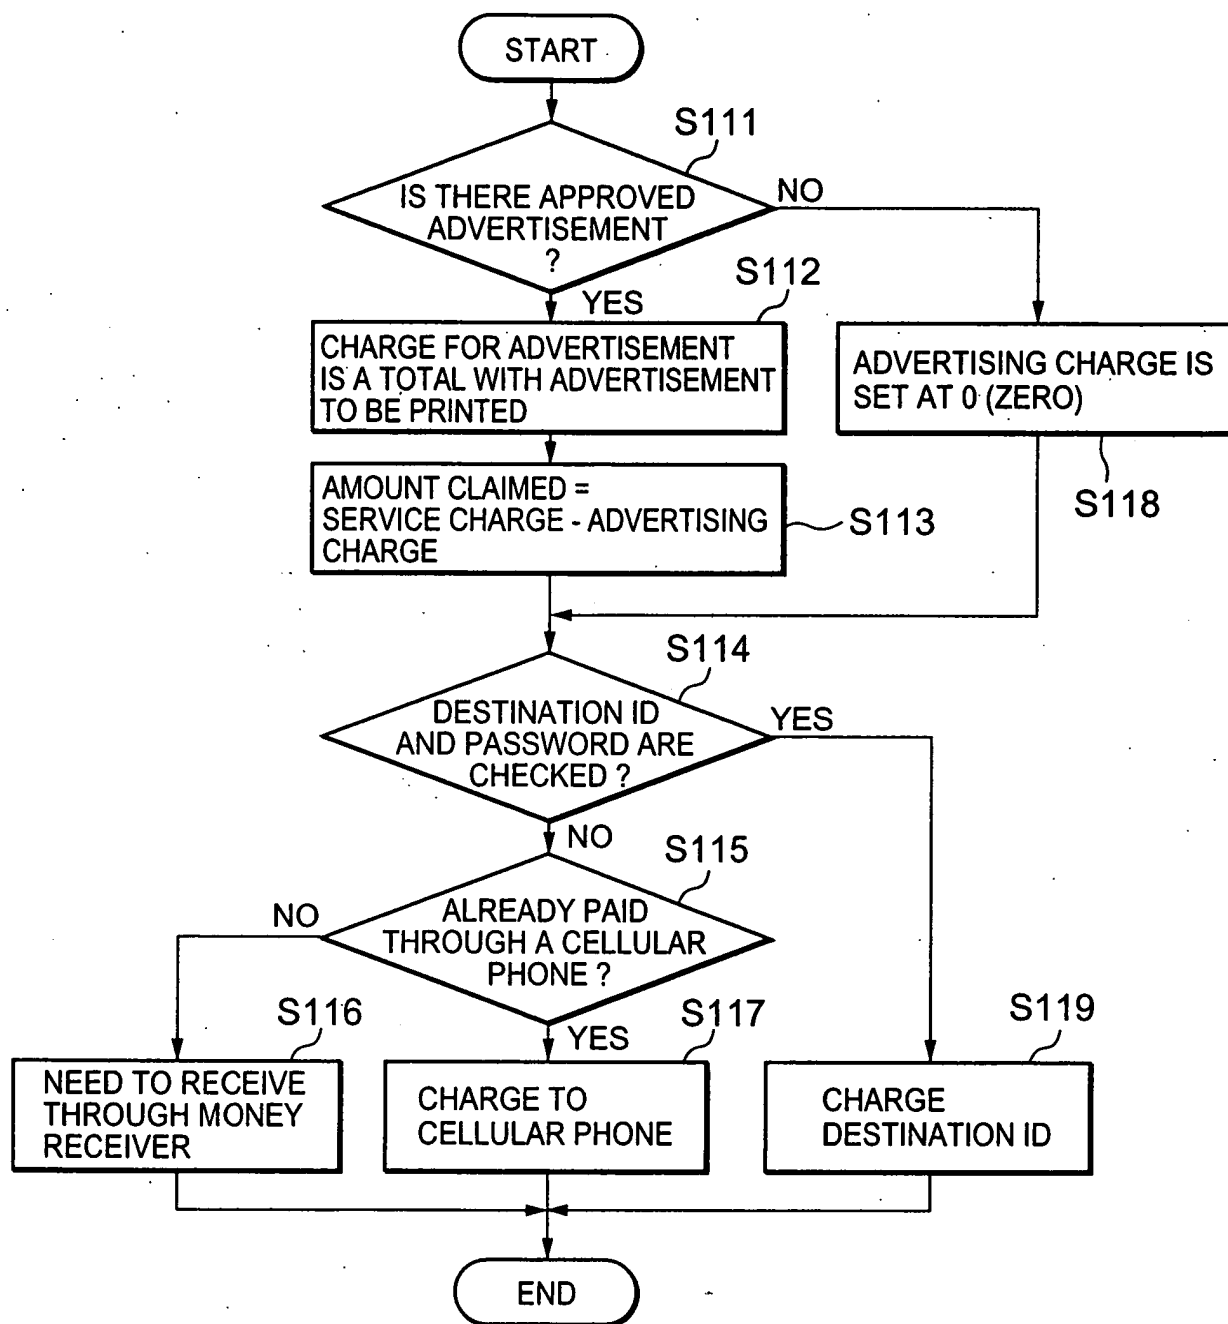 START
S111
IS THERE APPROVED
ADVERTISEMENT
?
NO
YES
S112
CHARGE FOR ADVERTISEMENT
IS A TOTAL WITH ADVERTISEMENT
TO BE PRINTED
ADVERTISING CHARGE IS
SET AT 0 (ZERO)
S118
AMOUNT CLAIMED =
SERVICE CHARGE - ADVERTISING
CHARGE
S113
S114
DESTINATION ID
AND PASSWORD ARE
CHECKED ?
YES
NO
S115
ALREADY PAID
THROUGH A CELLULAR
PHONE ?
NO
YES
S116
NEED TO RECEIVE
THROUGH MONEY
RECEIVER
S117
CHARGE TO
CELLULAR PHONE
S119
CHARGE
DESTINATION ID
END